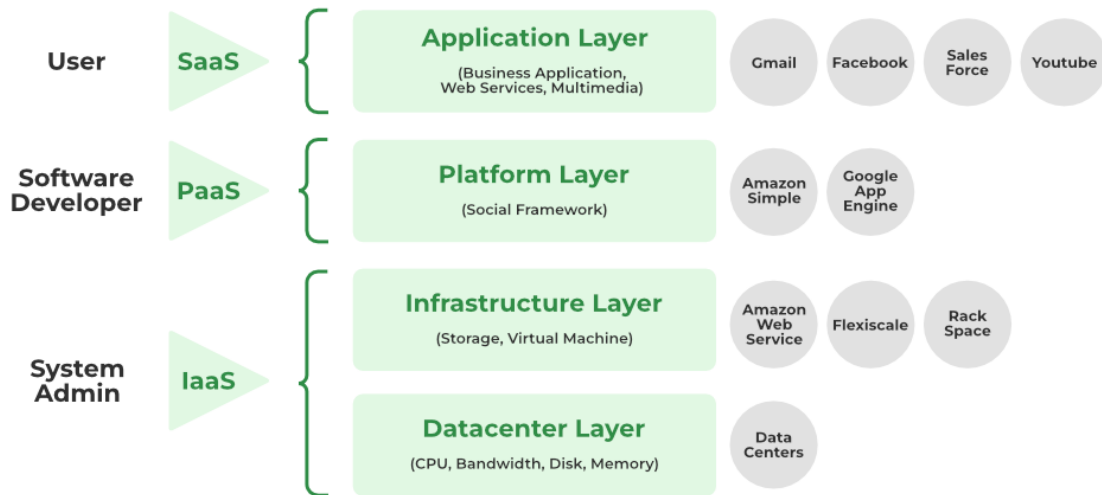 User
SaaS
Application Layer
(Business Application,
Web Services, Multimedia)
Gmail
Facebook
Sales
Force
Youtube
Software
Developer
PaaS
Platform Layer
(Social Framework)
Amazon
Simple
Google
App
Engine
System
Admin
IaaS
Infrastructure Layer
(Storage, Virtual Machine)
Amazon
Web
Service
Flexiscale
Rack
Space
Datacenter Layer
(CPU, Bandwidth, Disk, Memory)
Data
Centers